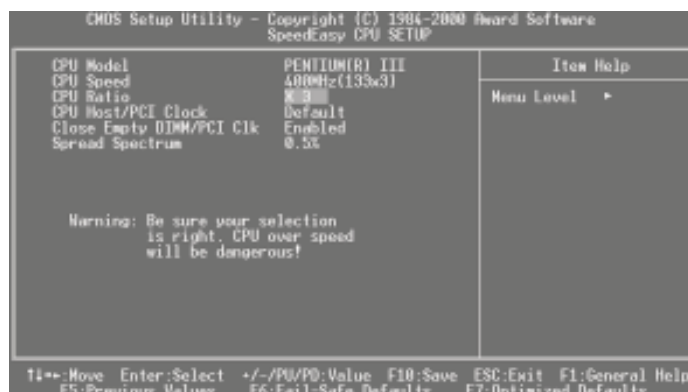 CMOS Setup Utility - Copyright (C) 1984-2000 Award Software
SpeedEasy CPU SETUP
CPU Model PENTIUM(R) III
CPU Speed 400MHz(133x3)
CPU Ratio X 3
CPU Host/PCI Clock Default
Close Empty DIMM/PCI Clk Enabled
Spread Spectrum 0.5%
Item Help
Menu Level ►
Warning: Be sure your selection
is right. CPU over speed
will be dangerous!
↑↓→←:Move Enter:Select +/-/PU/PD:Value F10:Save ESC:Exit F1:General Help
F5:Previous Values F6:Fail-Safe Defaults F7:Optimized Defaults